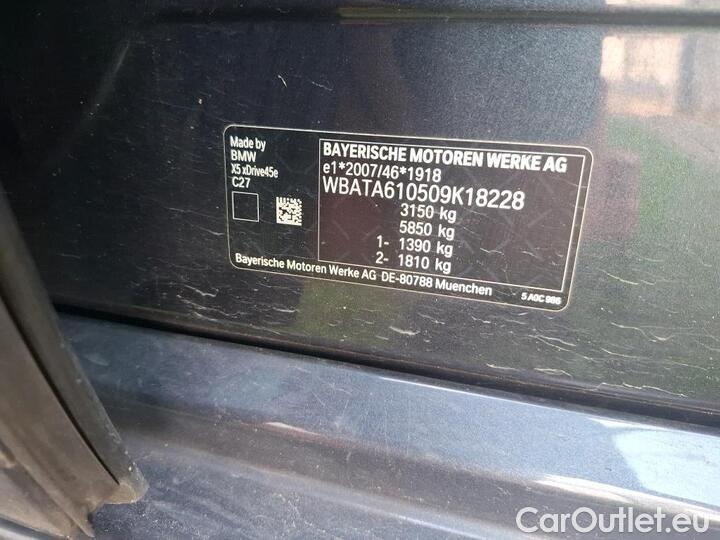 Made by
BMW
X5 xDrive45e
C27
BAYERISCHE MOTOREN WERKE AG
e1*2007/46*1918
WBATA610509K18228
3150 kg
5850 kg
1- 1390 kg
2- 1810 kg
Bayerische Motoren Werke AG DE-80788 Muenchen
5 A0C 986
CarOutlet.eu